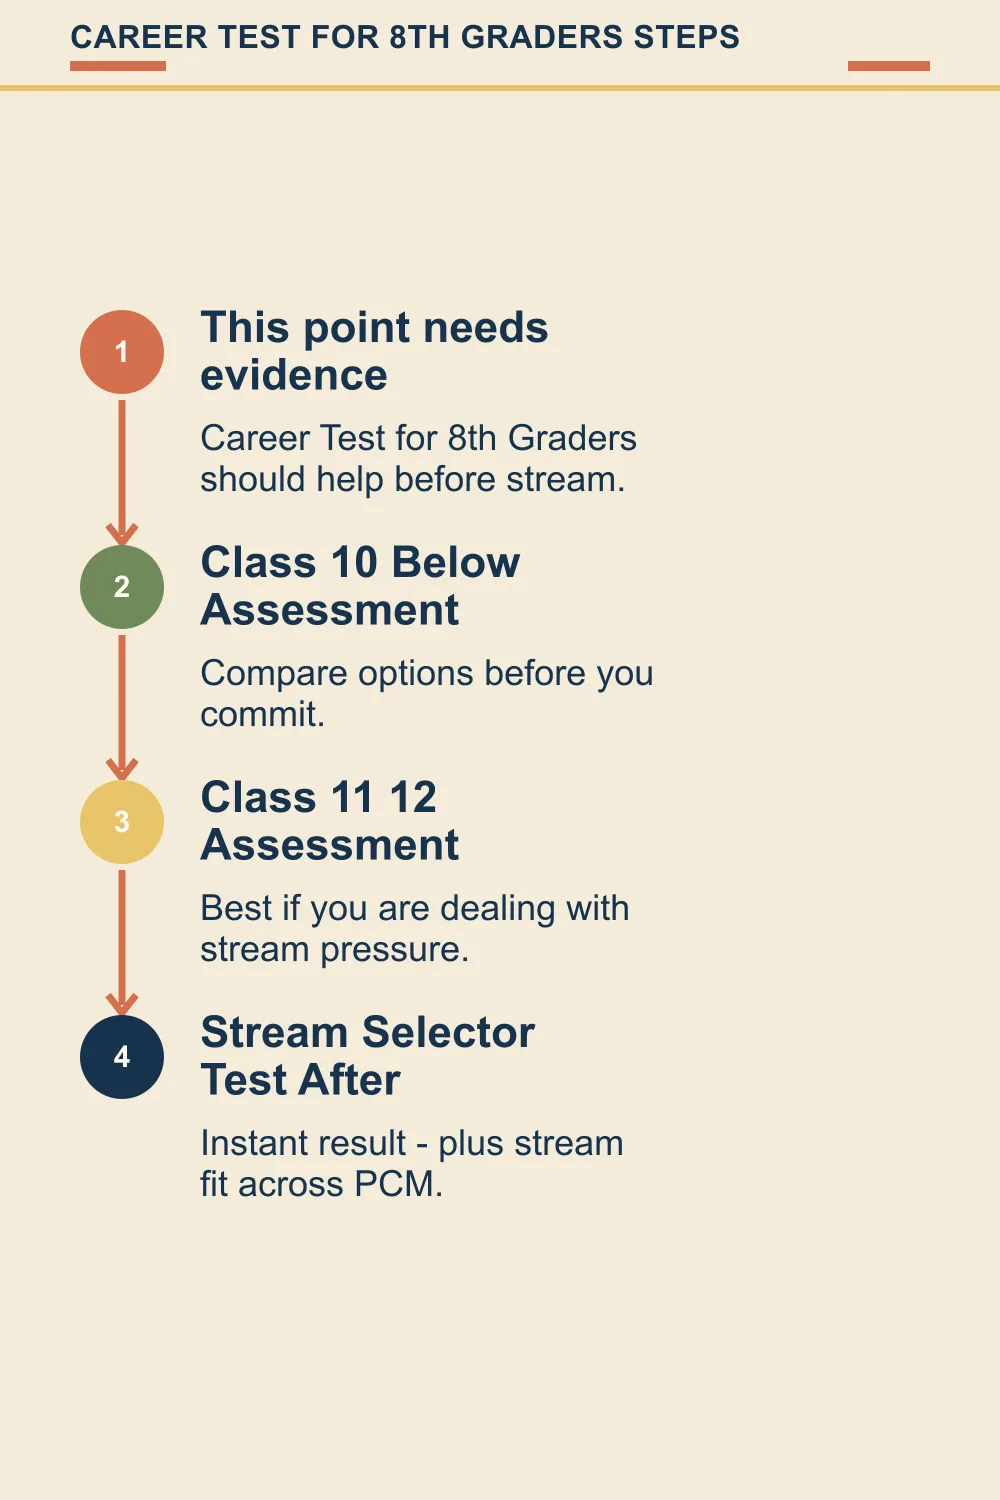 CAREER TEST FOR 8TH GRADERS STEPS
1
This point needs
evidence
Career Test for 8th Graders
should help before stream.
2
Class 10 Below
Assessment
Compare options before you
commit.
3
Class 11 12
Assessment
Best if you are dealing with
stream pressure.
4
Stream Selector
Test After
Instant result - plus stream
fit across PCM.